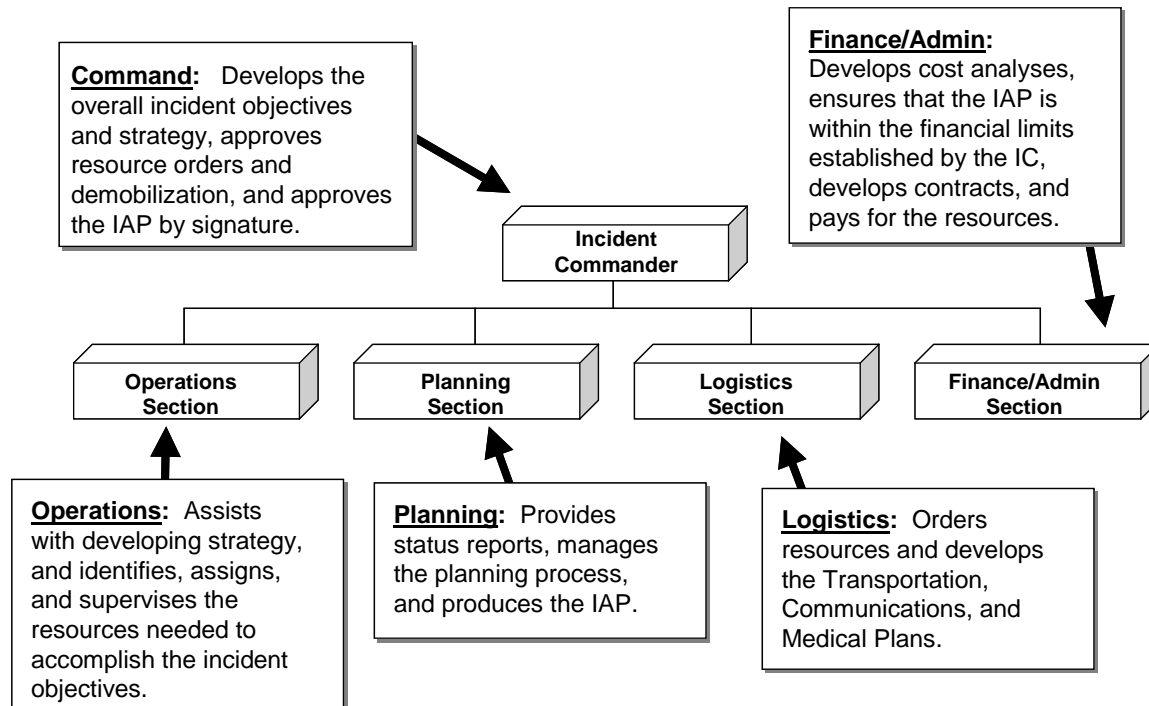 Command: Develops the
overall incident objectives
and strategy, approves
resource orders and
demobilization, and approves
the IAP by signature.
Finance/Admin:
Develops cost analyses,
ensures that the IAP is
within the financial limits
established by the IC,
develops contracts, and
pays for the resources.
Incident
Commander
Operations
Section
Planning
Section
Logistics
Section
Finance/Admin
Section
Operations: Assists
with developing strategy,
and identifies, assigns,
and supervises the
resources needed to
accomplish the incident
objectives.
Planning: Provides
status reports, manages
the planning process,
and produces the IAP.
Logistics: Orders
resources and develops
the Transportation,
Communications, and
Medical Plans.